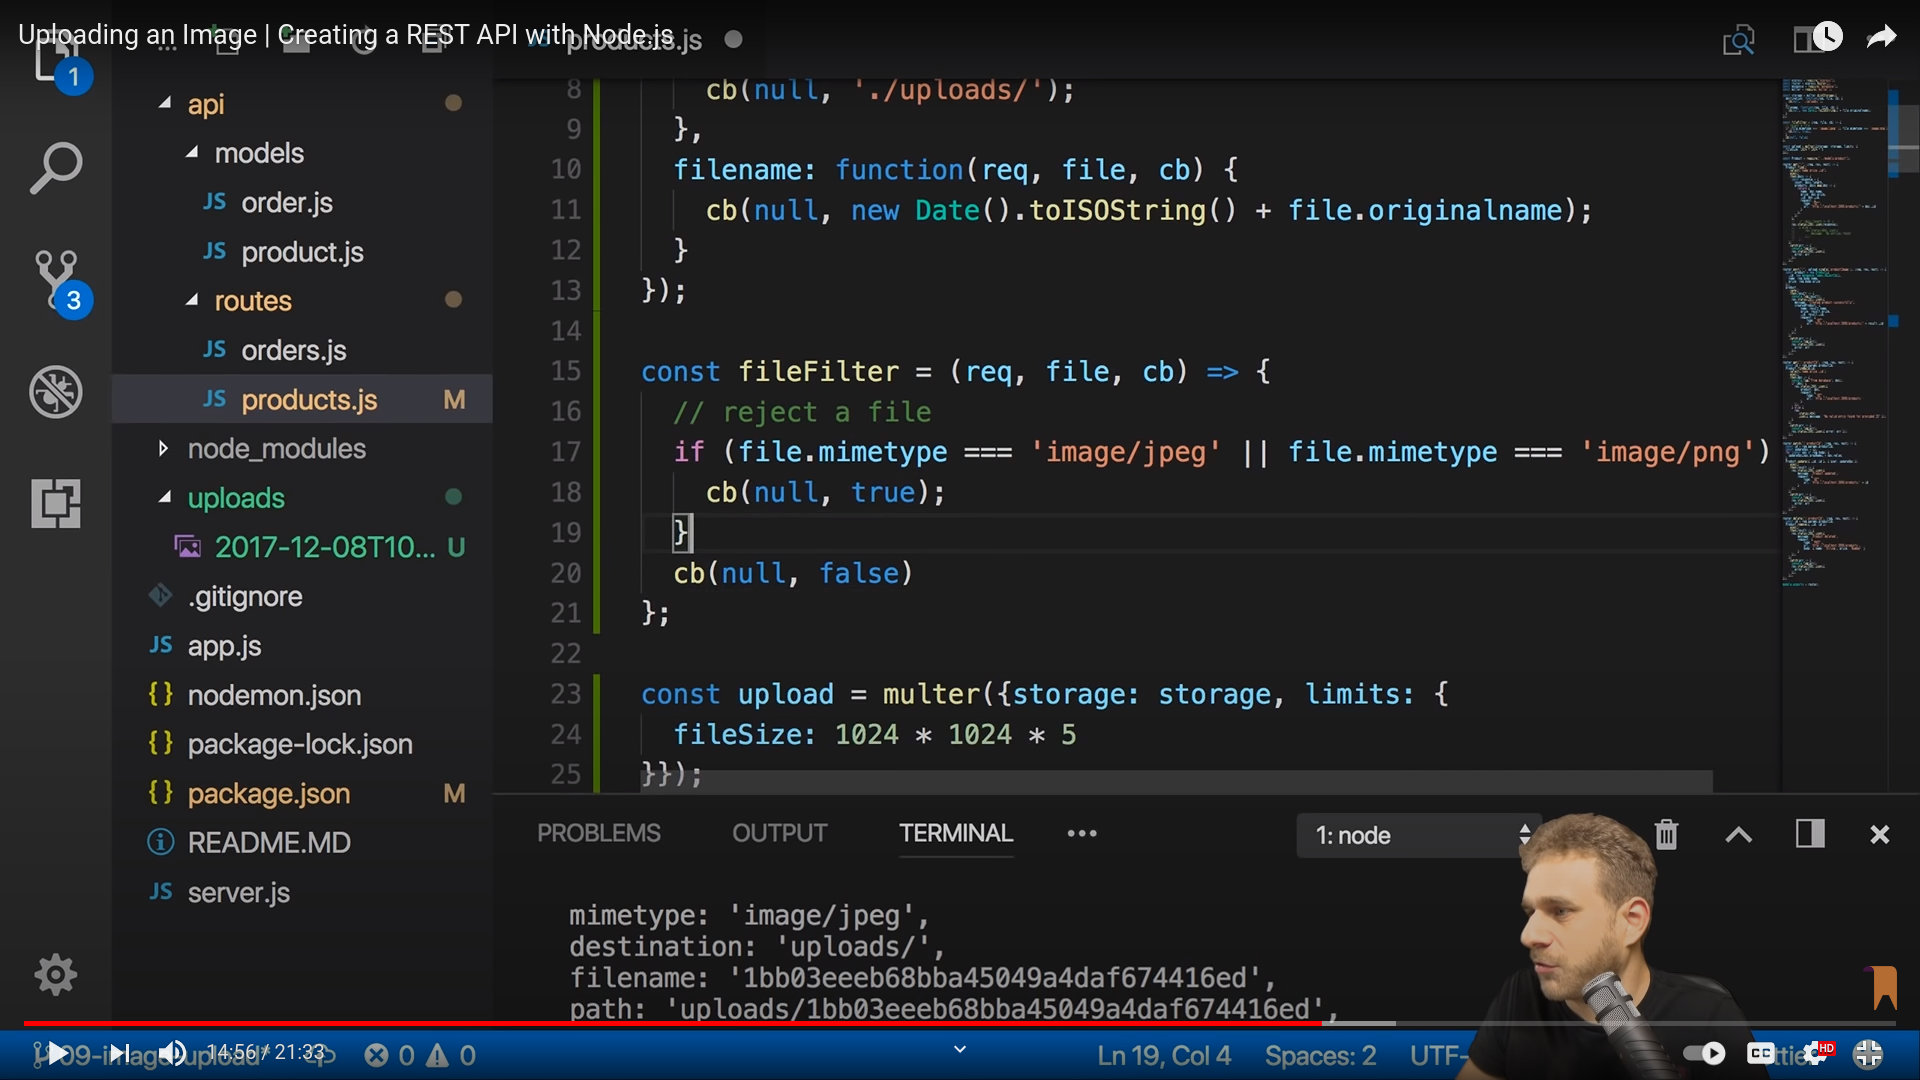 Uploading an Image | Creating a REST API with Node.js
products.js
1
api
models
JS order.js
JS product.js
routes
JS orders.js
JS products.js M
node_modules
uploads
2017-12-08T10... U
.gitignore
JS app.js
{} nodemon.json
{} package-lock.json
{} package.json M
README.MD
JS server.js
3
8 cb(null, './uploads/');
9 },
10 filename: function(req, file, cb) {
11 cb(null, new Date().toISOString() + file.originalname);
12 }
13 });
14
15 const fileFilter = (req, file, cb) => {
16 // reject a file
17 if (file.mimetype === 'image/jpeg' || file.mimetype === 'image/png')
18 cb(null, true);
19 }
20 cb(null, false)
21 };
22
23 const upload = multer({storage: storage, limits: {
24 fileSize: 1024 * 1024 * 5
25 }});
PROBLEMS OUTPUT TERMINAL ••• 1: node
mimetype: 'image/jpeg',
destination: 'uploads/',
filename: '1bb03eeeb68bba45049a4daf674416ed',
path: 'uploads/1bb03eeeb68bba45049a4daf674416ed',
09-image-upload* 14:56 / 21:33 0 0 Ln 19, Col 4 Spaces: 2 UTF- CC HD